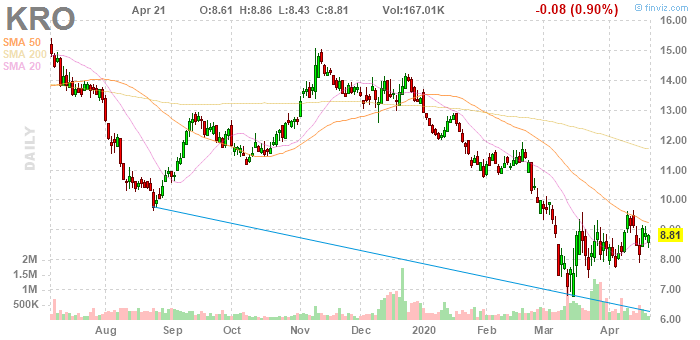 KRO
Apr 21 O:8.61 H:8.86 L:8.43 C:8.81 Vol:167.01K -0.08 (0.90%)
© finviz.com
SMA 50
SMA 200
SMA 20
DAILY
16.00
15.00
14.00
13.00
12.00
11.00
10.00
9.00
8.81
8.00
7.00
6.00
2M
1.5M
1M
500K
Aug Sep Oct Nov Dec 2020 Feb Mar Apr